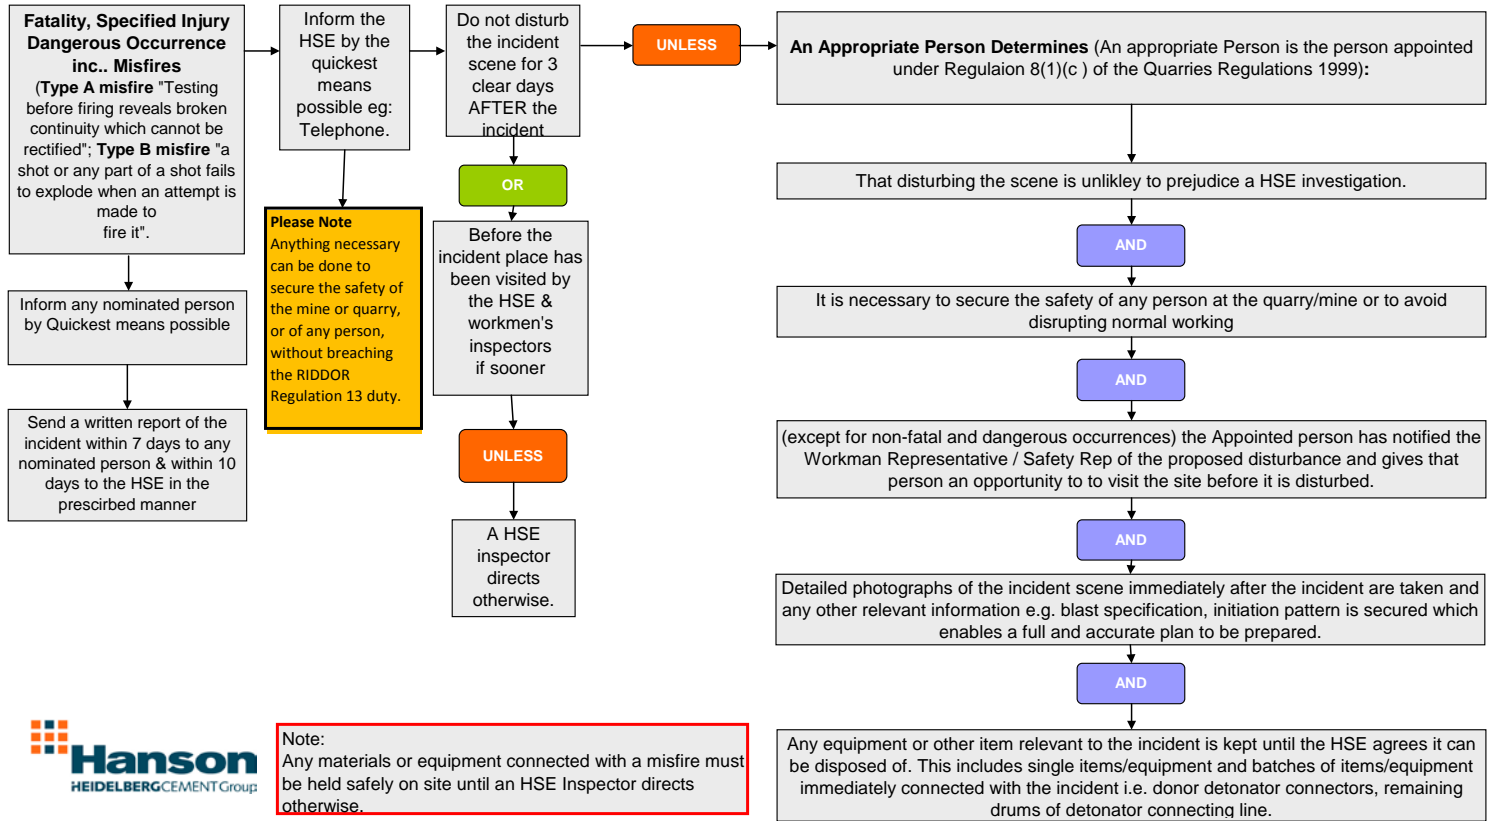 Fatality, Specified Injury
Dangerous Occurrence
inc.. Misfires
(Type A misfire "Testing
before firing reveals broken
continuity which cannot be
rectified"; Type B misfire "a
shot or any part of a shot fails
to explode when an attempt is
made to
fire it".
Inform any nominated person
by Quickest means possible
Send a written report of the
incident within 7 days to any
nominated person & within 10
days to the HSE in the
prescirbed manner
Inform the
HSE by the
quickest
means
possible eg:
Telephone.
Please Note
Anything necessary
can be done to
secure the safety of
the mine or quarry,
or of any person,
without breaching
the RIDDOR
Regulation 13 duty.
Do not disturb
the incident
scene for 3
clear days
AFTER the
incident
OR
Before the
incident place has
been visited by
the HSE &
workmen's
inspectors
if sooner
UNLESS
A HSE
inspector
directs
otherwise.
UNLESS
An Appropriate Person Determines (An appropriate Person is the person appointed
under Regulaion 8(1)(c ) of the Quarries Regulations 1999):
That disturbing the scene is unlikley to prejudice a HSE investigation.
AND
It is necessary to secure the safety of any person at the quarry/mine or to avoid
disrupting normal working
AND
(except for non-fatal and dangerous occurrences) the Appointed person has notified the
Workman Representative / Safety Rep of the proposed disturbance and gives that
person an opportunity to to visit the site before it is disturbed.
AND
Detailed photographs of the incident scene immediately after the incident are taken and
any other relevant information e.g. blast specification, initiation pattern is secured which
enables a full and accurate plan to be prepared.
AND
Any equipment or other item relevant to the incident is kept until the HSE agrees it can
be disposed of. This includes single items/equipment and batches of items/equipment
immediately connected with the incident i.e. donor detonator connectors, remaining
drums of detonator connecting line.
Hanson
HEIDELBERGCEMENT Group
Note:
Any materials or equipment connected with a misfire must
be held safely on site until an HSE Inspector directs
otherwise.